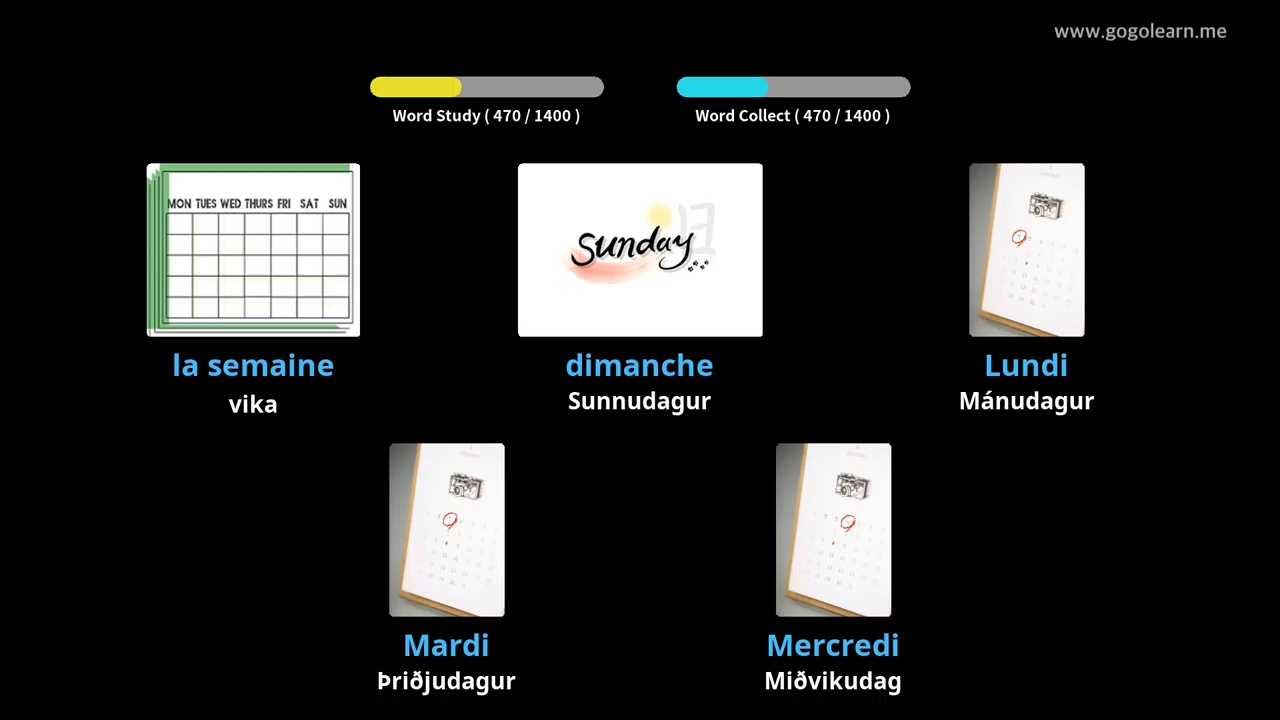 www.gogolearn.me
Word Study ( 470 / 1400 )
Word Collect ( 470 / 1400 )
MON TUES WED THURS FRI SAT SUN
Sunday
la semaine
vika
dimanche
Sunnudagur
Lundi
Mánudagur
Mardi
Þriðjudagur
Mercredi
Miðvikudag